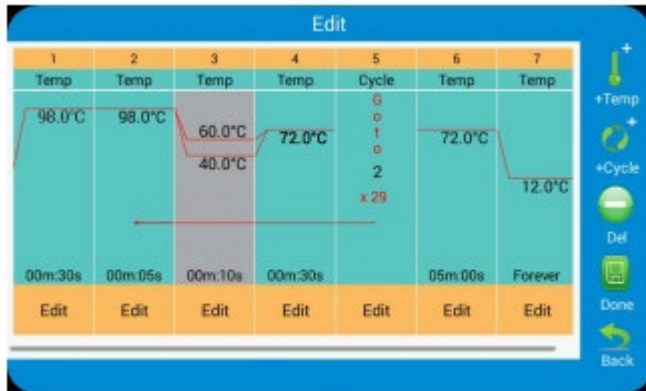 Edit
1 2 3 4 5 6 7
Temp Temp Temp Temp Cycle Temp Temp
98.0°C 98.0°C 60.0°C 72.0°C Goto 72.0°C
40.0°C 2
x 29 12.0°C
00m:30s 00m:05s 00m:10s 00m:30s 05m:00s Forever
Edit Edit Edit Edit Edit Edit Edit
+Temp
+Cycle
Del
Done
Back